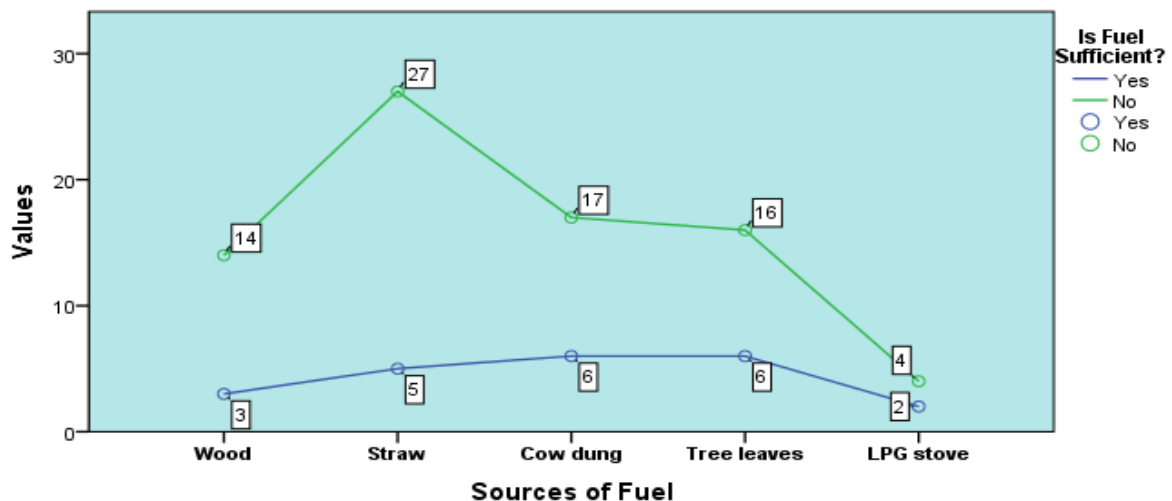 30
20
10
0
Values
14
27
17
16
4
3
5
6
6
2
Wood
Straw
Cow dung
Tree leaves
LPG stove
Sources of Fuel
Is Fuel
Sufficient?
Yes
No
Yes
No